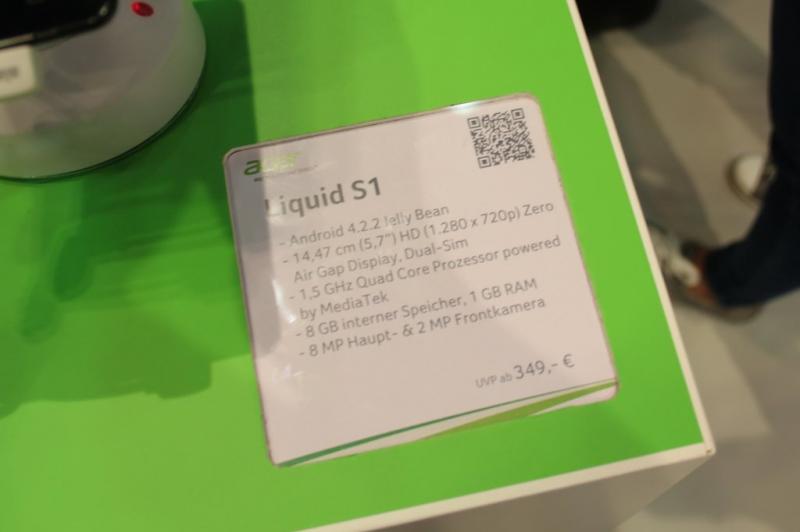 acer
Liquid S1
- Android 4.2.2 Jelly Bean
- 14,47 cm (5,7") HD (1.280 x 720p) Zero
Air Gap Display, Dual-Sim
- 1,5 GHz Quad Core Prozessor powered
by MediaTek
- 8 GB interner Speicher, 1 GB RAM
- 8 MP Haupt- & 2 MP Frontkamera
UVP ab 349,- €